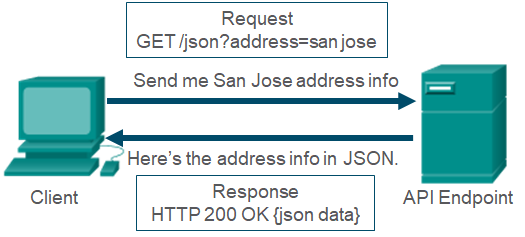 Request
GET /json?address=san jose
Send me San Jose address info
Here's the address info in JSON.
Client
Response
HTTP 200 OK {json data}
API Endpoint